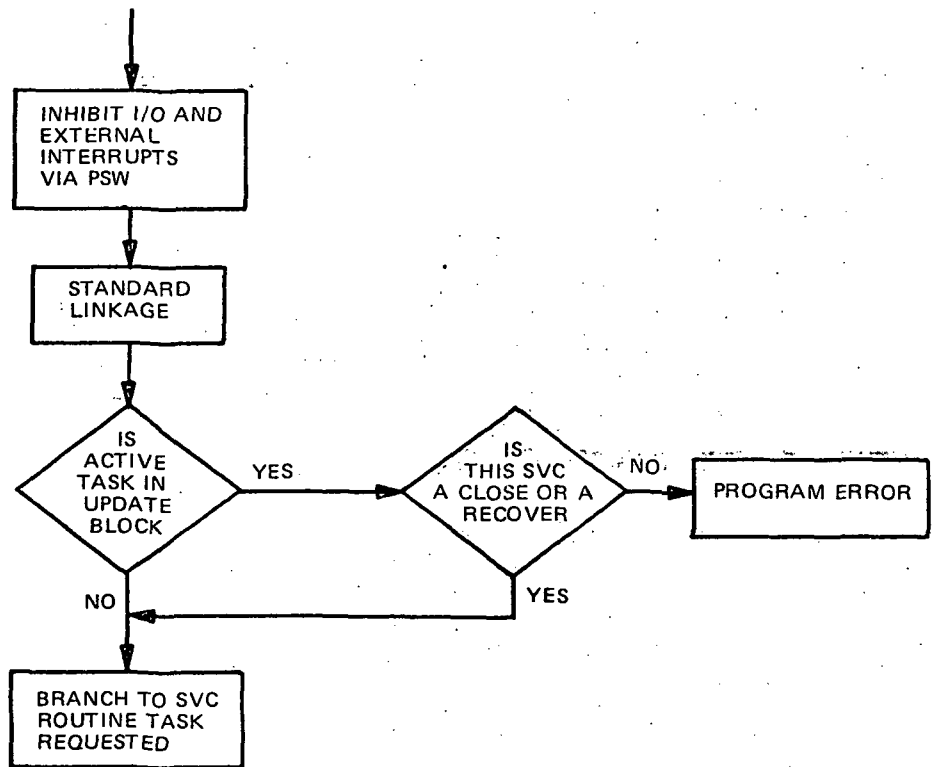 INHIBIT I/O AND
EXTERNAL
INTERRUPTS
VIA PSW
STANDARD
LINKAGE
IS
ACTIVE
TASK IN
UPDATE
BLOCK
YES
IS
THIS SVC
A CLOSE OR A
RECOVER
NO
PROGRAM ERROR
NO
YES
BRANCH TO SVC
ROUTINE TASK
REQUESTED